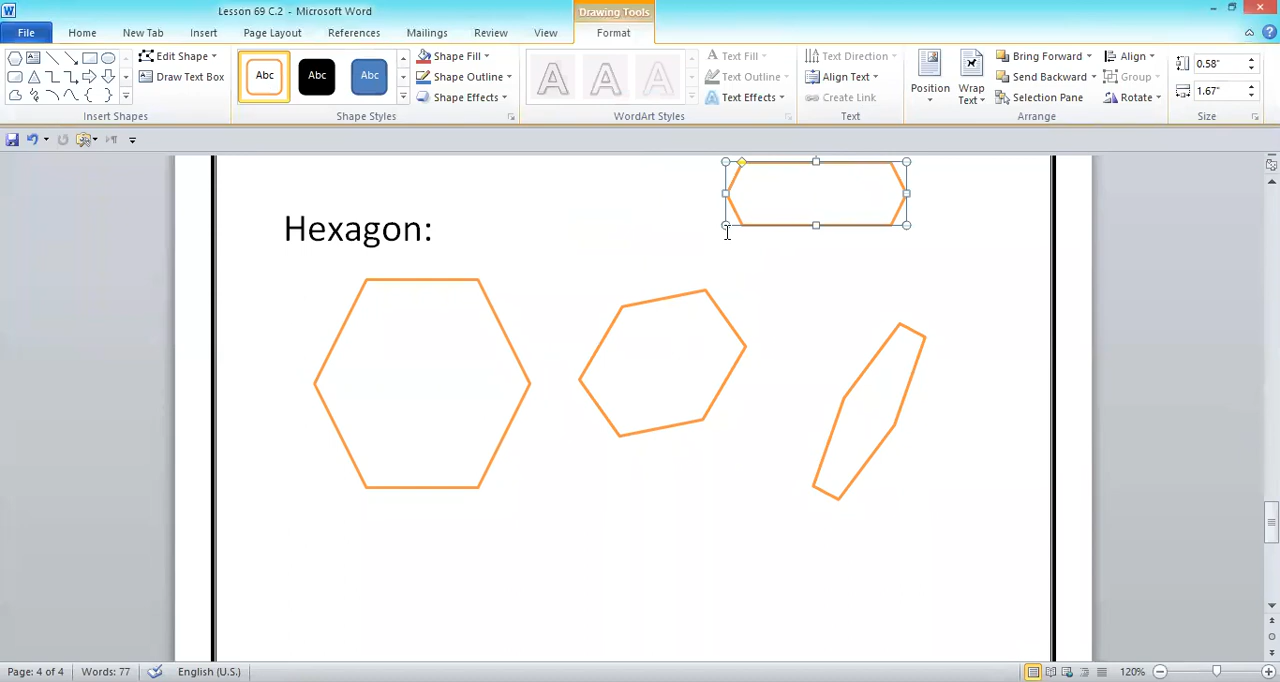 Lesson 69 C.2 - Microsoft Word
Drawing Tools
File Home New Tab Insert Page Layout References Mailings Review View Format
Edit Shape
Draw Text Box
Insert Shapes
Abc Abc Abc
Shape Fill
Shape Outline
Shape Effects
Shape Styles
A A A
Text Fill
Text Outline
Text Effects
WordArt Styles
Text Direction
Align Text
Create Link
Text
Position
Wrap Text
Bring Forward
Send Backward
Selection Pane
Align
Group
Rotate
Arrange
0.58"
1.67"
Size
Hexagon:
Page: 4 of 4 Words: 77 English (U.S.) 120%